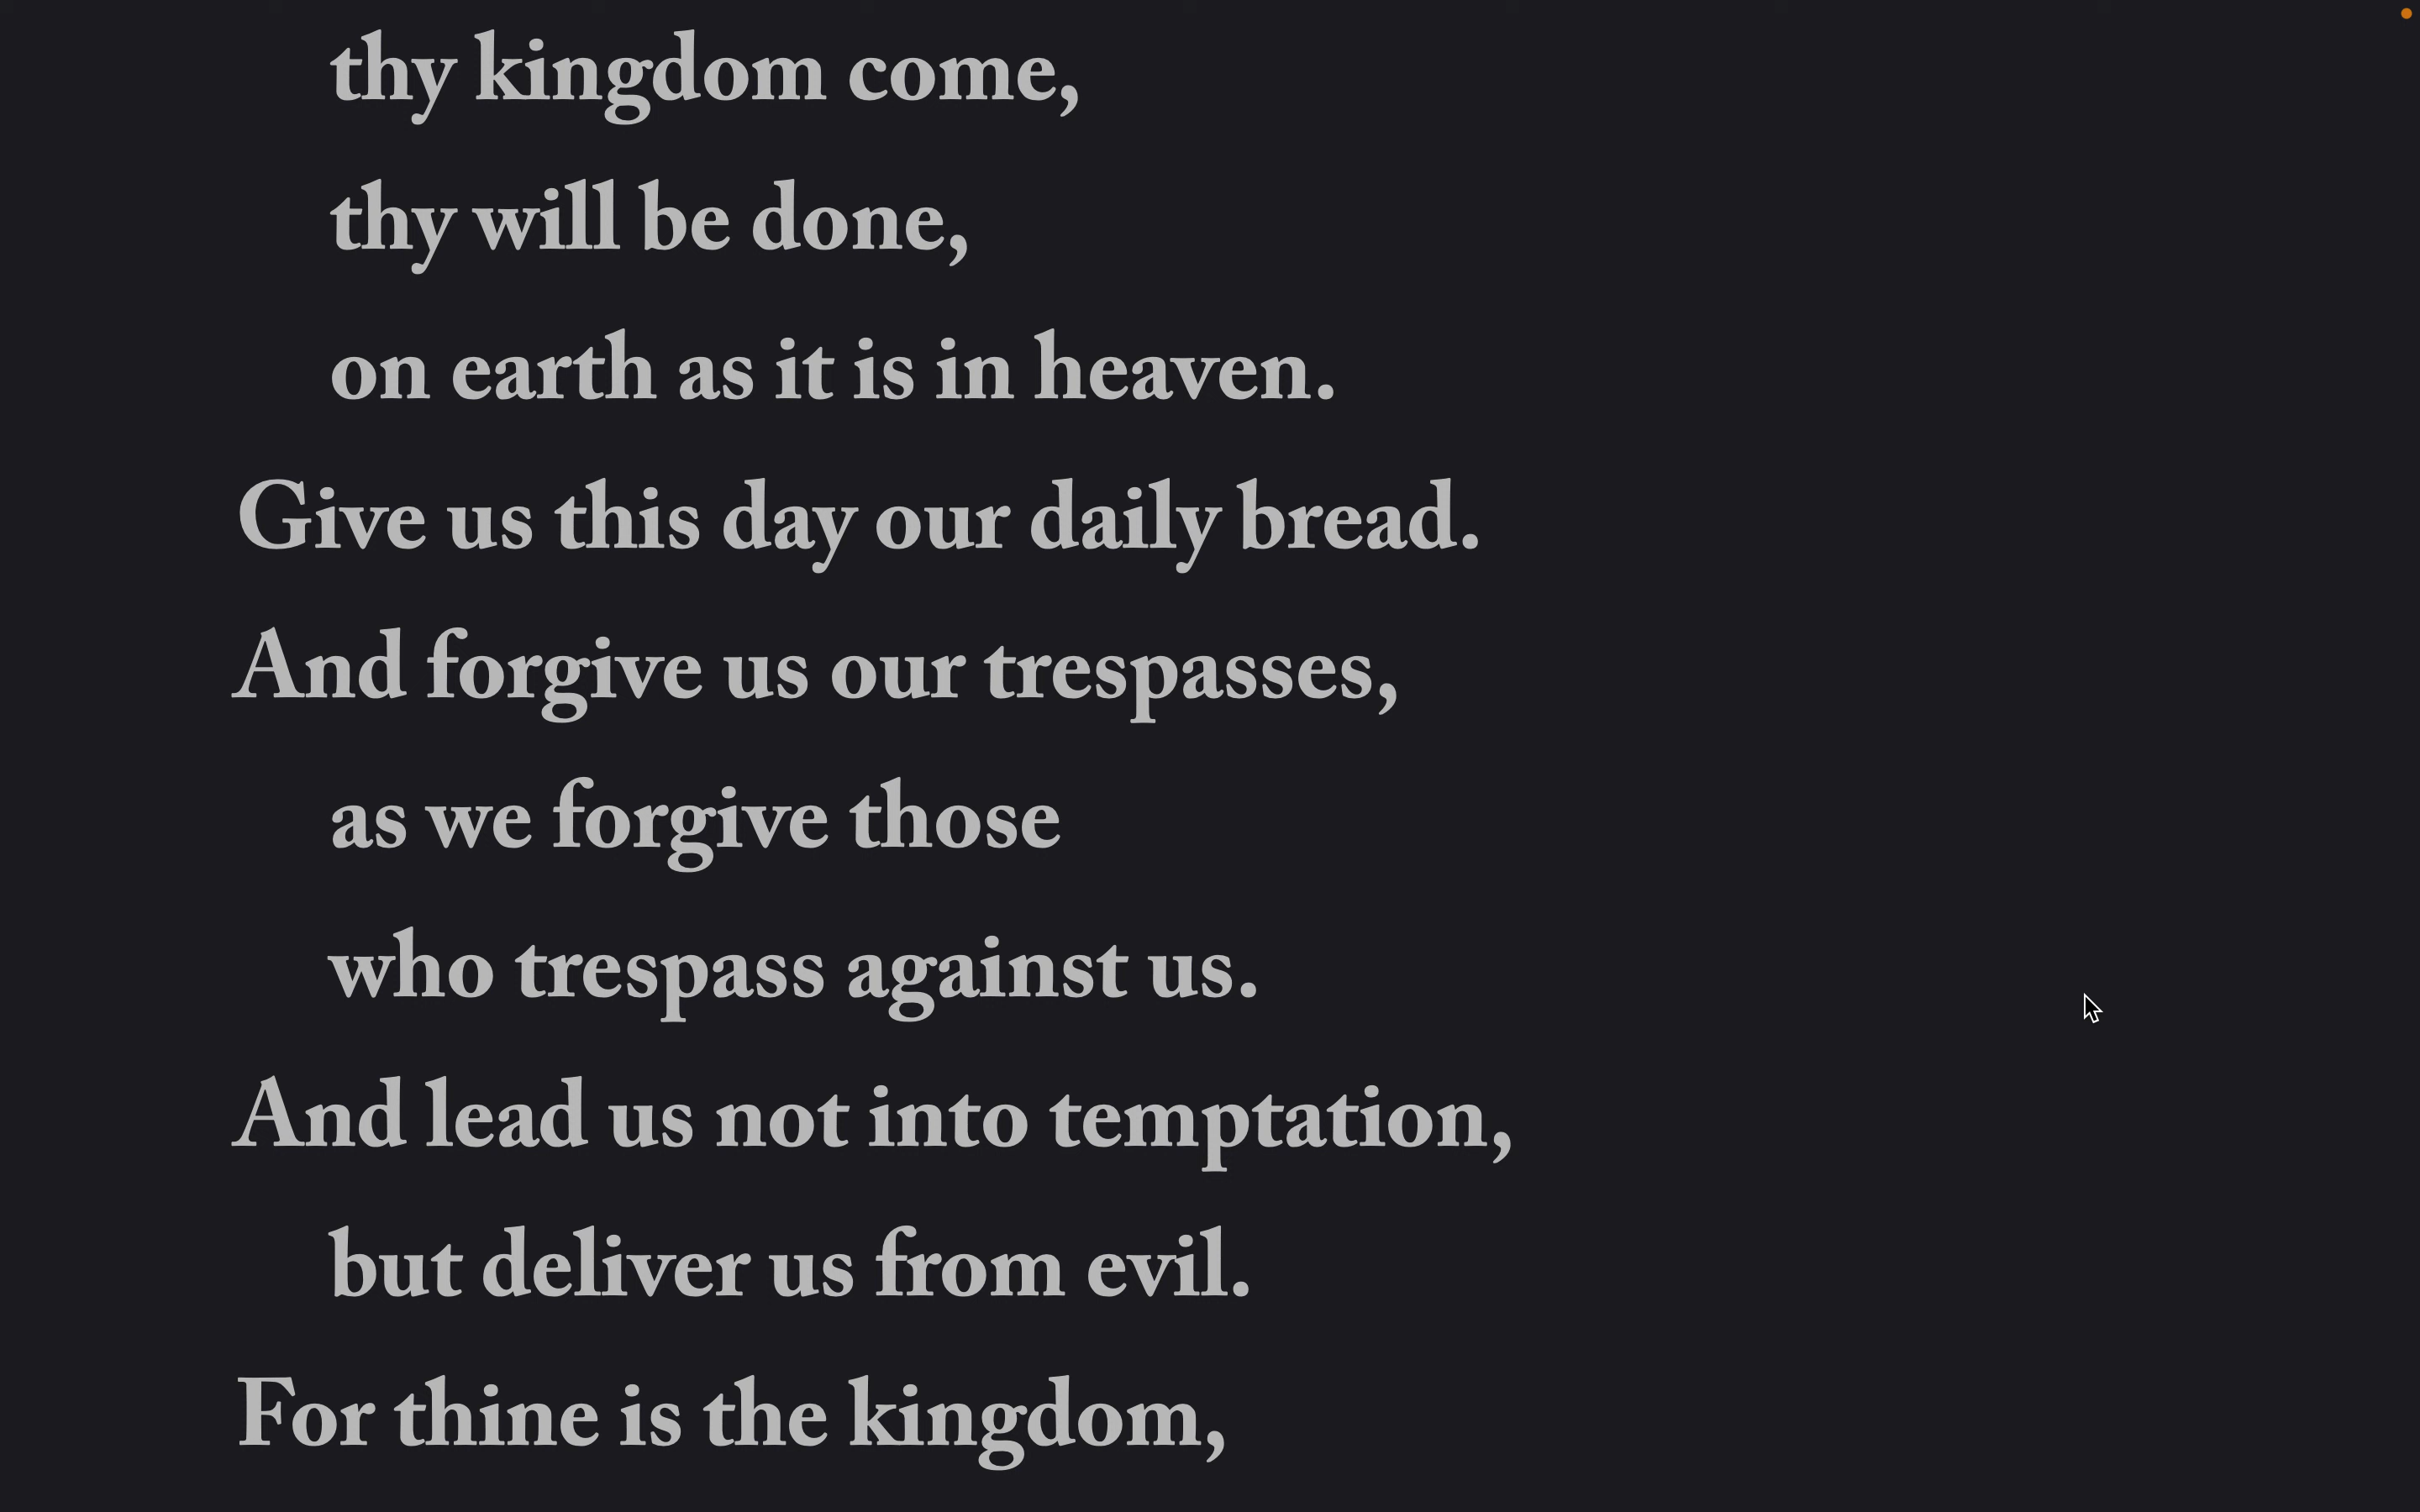 thy kingdom come,
thy will be done,
on earth as it is in heaven.
Give us this day our daily bread.
And forgive us our trespasses,
as we forgive those
who trespass against us.
And lead us not into temptation,
but deliver us from evil.
For thine is the kingdom,